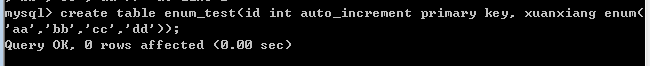 mysql> create table enum_test(id int auto_increment primary key, xuanxiang enum(
'aa','bb','cc','dd'));
Query OK, 0 rows affected (0.00 sec)